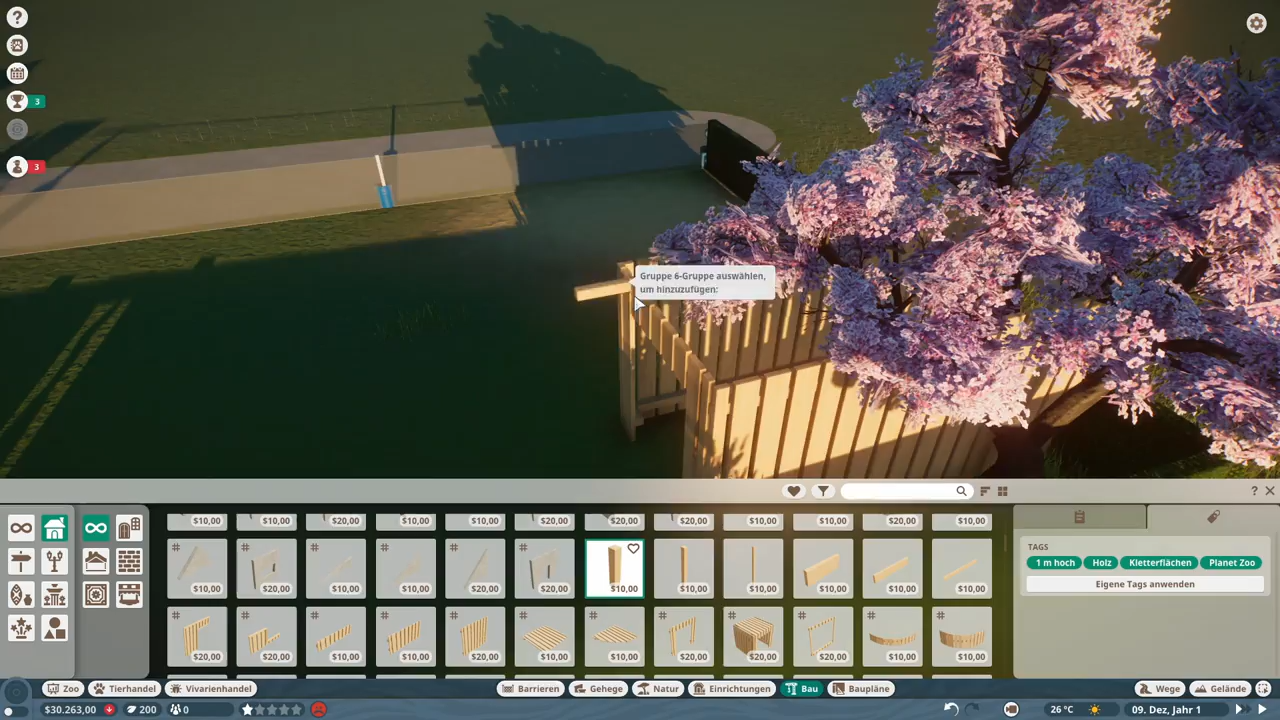 ?
3
3
Gruppe 6-Gruppe auswählen,
um hinzuzufügen:
?
$10,00 $10,00 $20,00 $10,00 $10,00 $20,00 $20,00 $20,00 $10,00 $10,00 $10,00 $10,00
$10,00 $20,00 $10,00 $10,00 $20,00 $20,00 $10,00 $10,00 $10,00 $10,00 $10,00 $10,00
$20,00 $20,00 $10,00 $10,00 $20,00 $10,00 $10,00 $20,00 $20,00 $20,00 $10,00 $10,00
TAGS
1 m hoch Holz Kletterflächen Planet Zoo
Eigene Tags anwenden
Zoo Tierhandel Vivarienhandel Barrieren Gehege Natur Einrichtungen Bau Baupläne Wege Gelände
$30.263,00 200 0 26 °C 09. Dez, Jahr 1